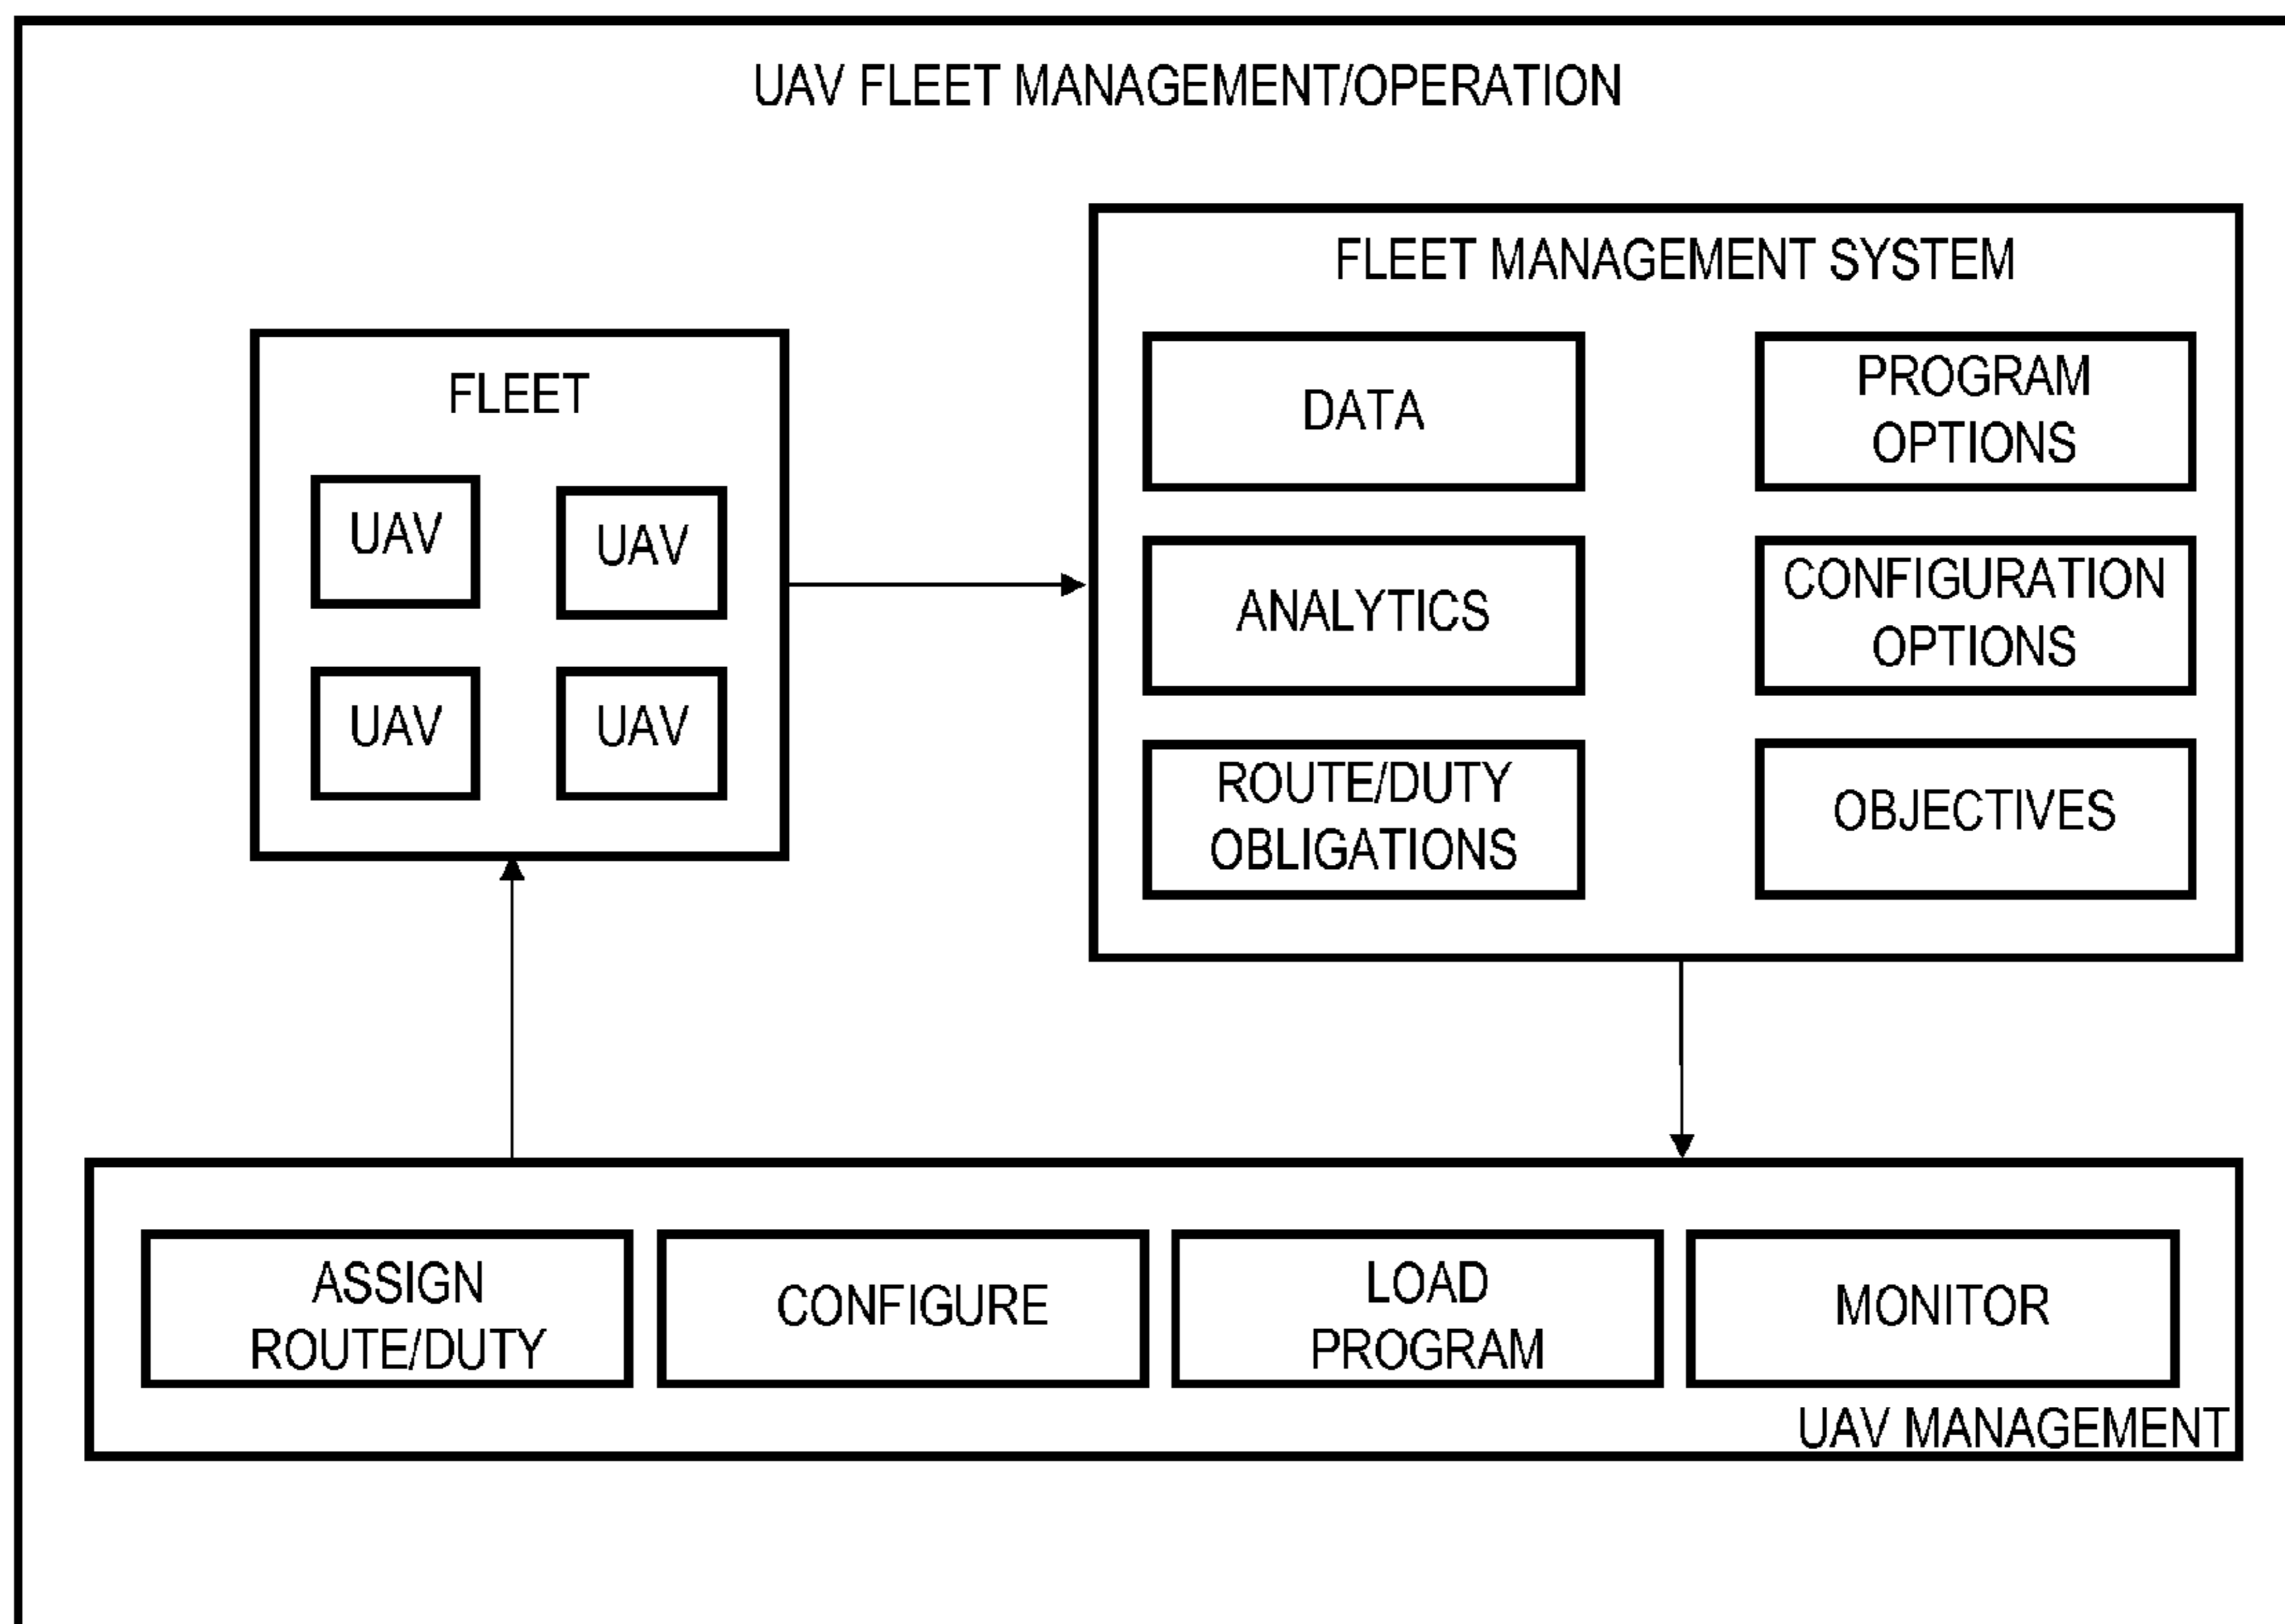 UAV FLEET MANAGEMENT/OPERATION
FLEET MANAGEMENT SYSTEM
FLEET
UAV
UAV
UAV
UAV
DATA
PROGRAM
OPTIONS
ANALYTICS
CONFIGURATION
OPTIONS
ROUTE/DUTY
OBLIGATIONS
OBJECTIVES
ASSIGN
ROUTE/DUTY
CONFIGURE
LOAD
PROGRAM
MONITOR
UAV MANAGEMENT